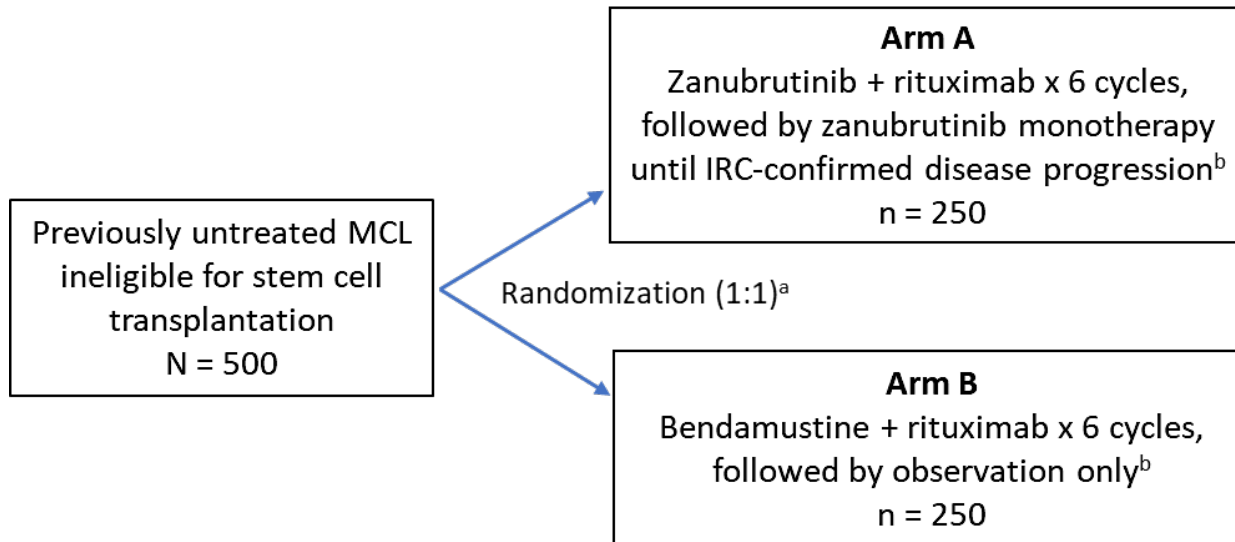 Previously untreated MCL
ineligible for stem cell
transplantation
N = 500
Randomization (1:1)ᵃ
Arm A
Zanubrutinib + rituximab x 6 cycles,
followed by zanubrutinib monotherapy
until IRC-confirmed disease progressionᵇ
n = 250
Arm B
Bendamustine + rituximab x 6 cycles,
followed by observation onlyᵇ
n = 250